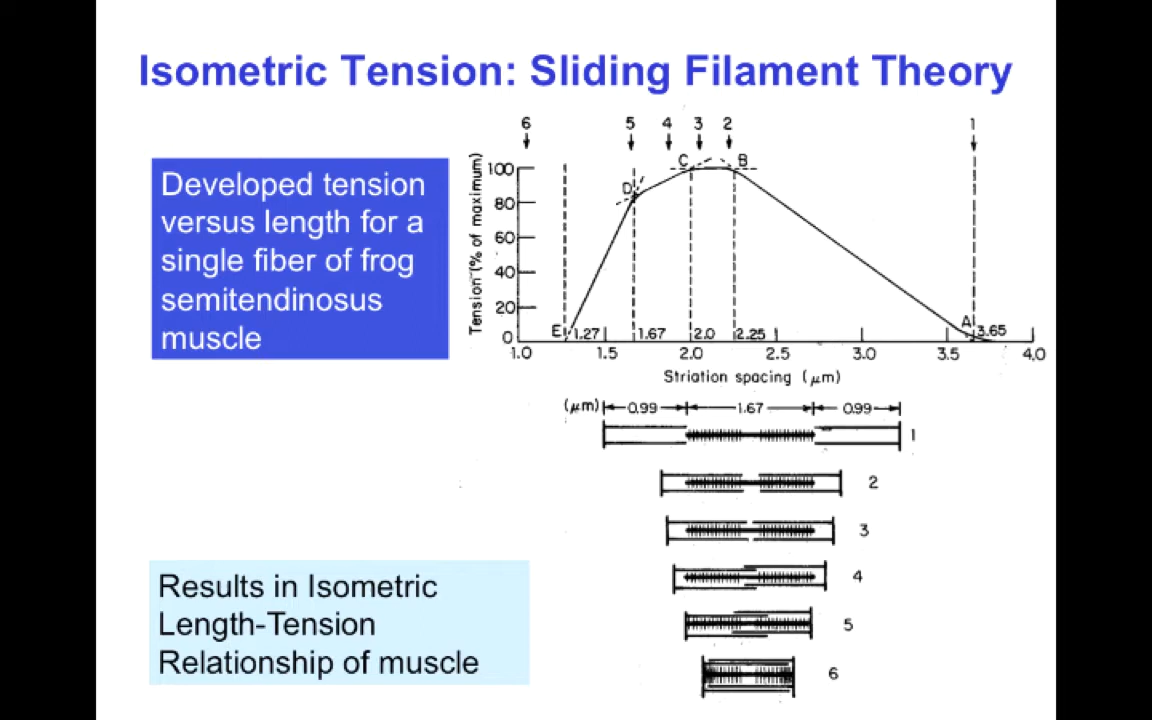 Isometric Tension: Sliding Filament Theory
Developed tension
versus length for a
single fiber of frog
semitendinosus
muscle
6 5 4 3 2 1
Tension (% of maximum)
100
80
60
40
20
0
A
B
C
D
E
1.27 1.67 2.0 2.25 3.65
1.0 1.5 2.0 2.5 3.0 3.5 4.0
Striation spacing (μm)
(μm) 0.99 1.67 0.99
1
2
3
4
5
6
Results in Isometric
Length-Tension
Relationship of muscle